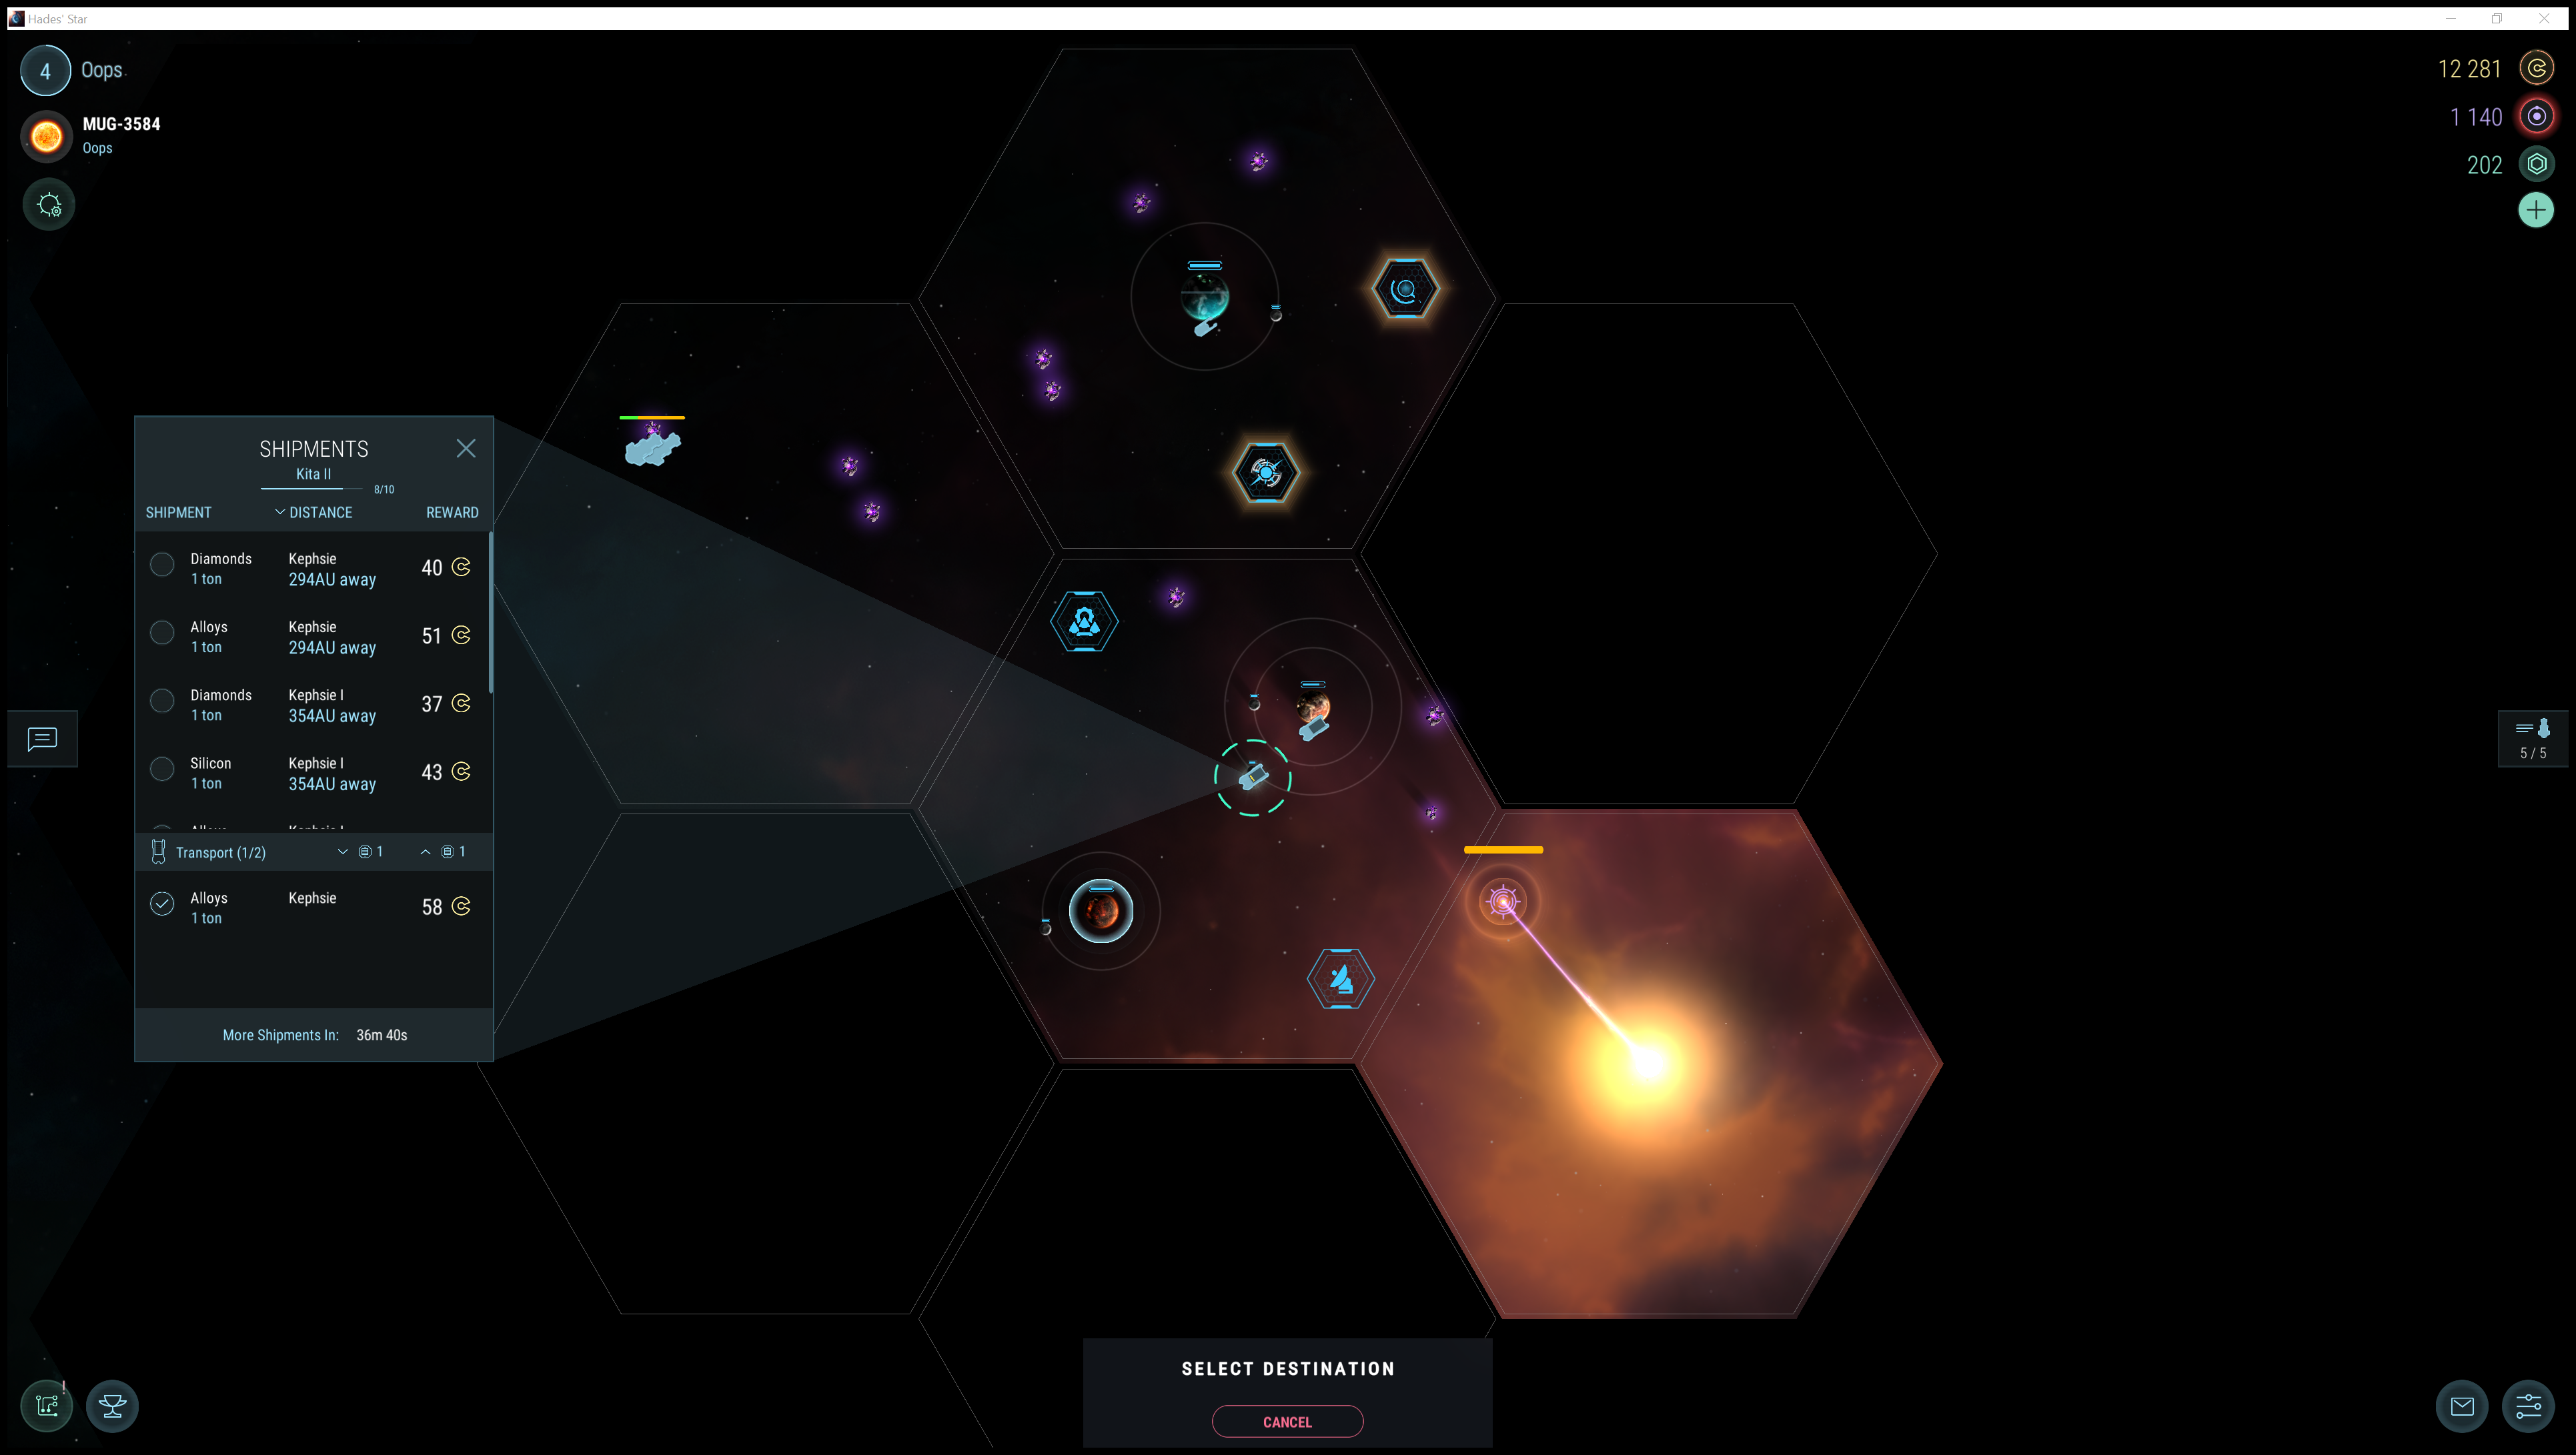 Hades' Star
4 Oops
MUG-3584
Oops
12 281
1 140
202
SHIPMENTS
Kita II
8/10
SHIPMENT DISTANCE REWARD
Diamonds Kephsie
1 ton 294AU away 40
Alloys Kephsie
1 ton 294AU away 51
Diamonds Kephsie I
1 ton 354AU away 37
Silicon Kephsie I
1 ton 354AU away 43
Transport (1/2) 1 1
Alloys Kephsie
1 ton 58
More Shipments In: 36m 40s
5 / 5
!
SELECT DESTINATION
CANCEL